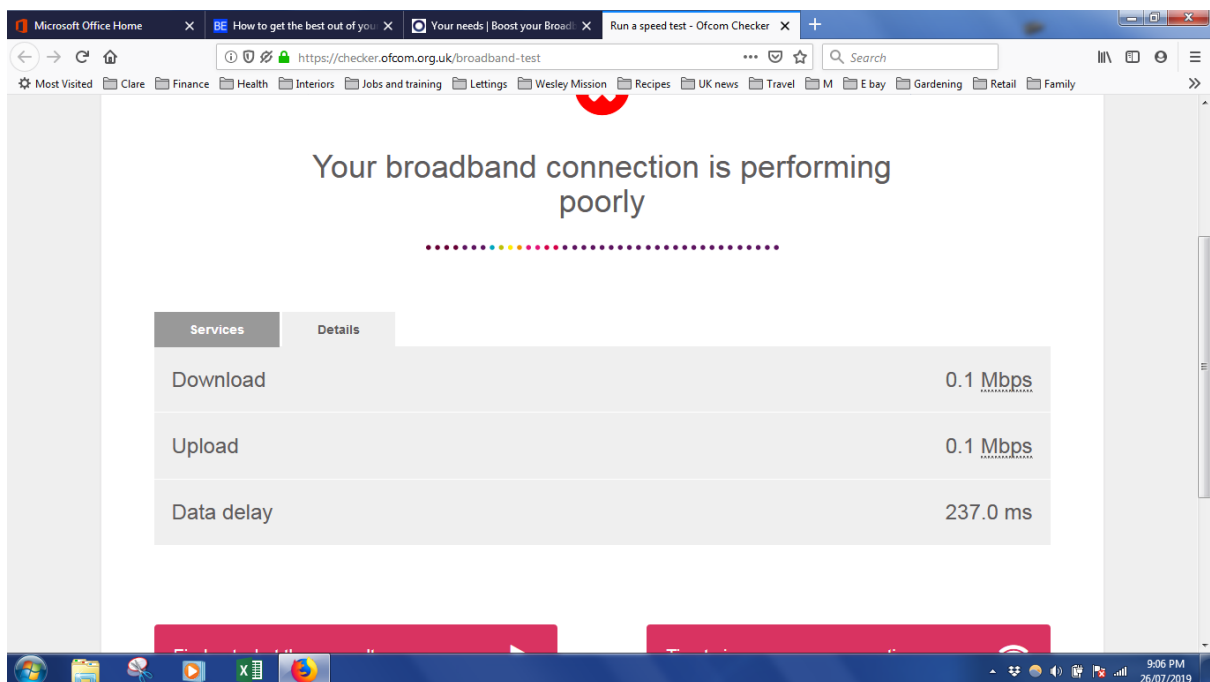 Microsoft Office Home
BE How to get the best out of you
Your needs | Boost your Broadb
Run a speed test - Ofcom Checker
https://checker.ofcom.org.uk/broadband-test
Search
Most Visited Clare Finance Health Interiors Jobs and training Lettings Wesley Mission Recipes UK news Travel M E bay Gardening Retail Family
Your broadband connection is performing
poorly
Services Details
Download 0.1 Mbps
Upload 0.1 Mbps
Data delay 237.0 ms
9:06 PM
26/07/2019